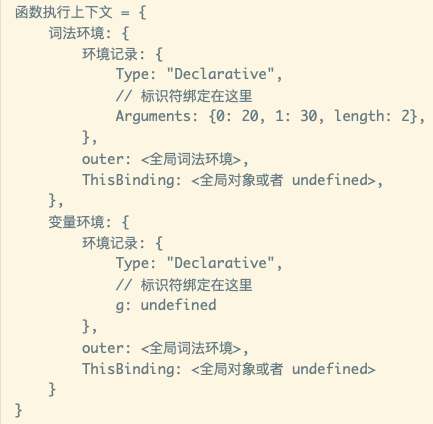 函数执行上下文 = {
词法环境: {
环境记录: {
Type: "Declarative",
// 标识符绑定在这里
Arguments: {0: 20, 1: 30, length: 2},
},
outer: <全局词法环境>,
ThisBinding: <全局对象或者 undefined>,
},
变量环境: {
环境记录: {
Type: "Declarative",
// 标识符绑定在这里
g: undefined
},
outer: <全局词法环境>,
ThisBinding: <全局对象或者 undefined>
}
}